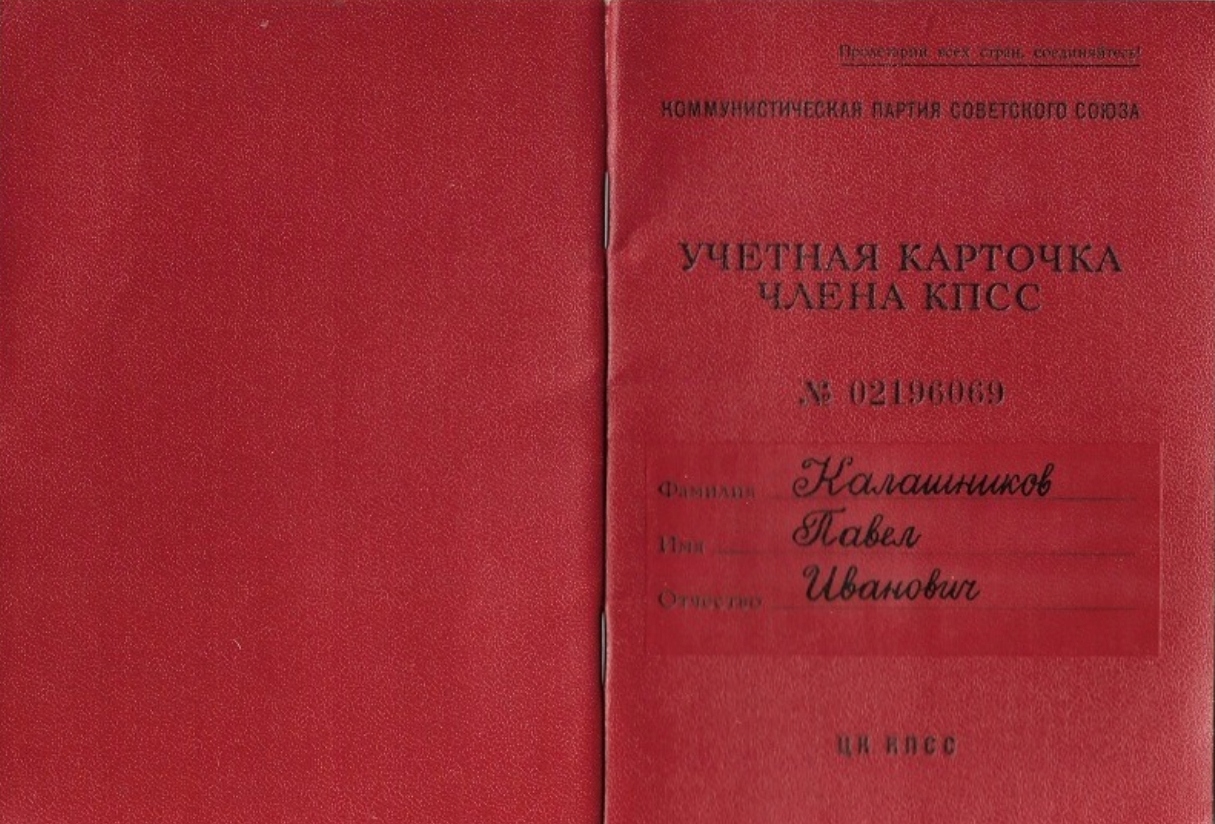 Пролетарии всех стран, соединяйтесь!
КОММУНИСТИЧЕСКАЯ ПАРТИЯ СОВЕТСКОГО СОЮЗА
УЧЕТНАЯ КАРТОЧКА
ЧЛЕНА КПСС
№ 02196069
Фамилия Калашников
Имя Павел
Отчество Иванович
ЦК КПСС